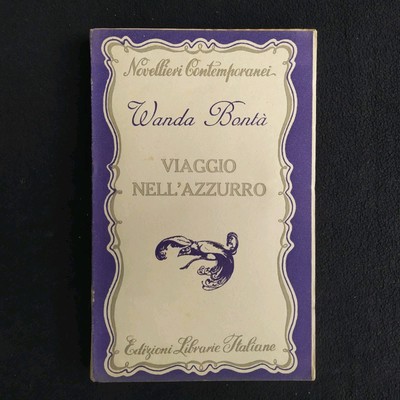 Novellieri Contemporanei
Wanda Bontà
VIAGGIO
NELL'AZZURRO
Edizioni Librarie Italiane